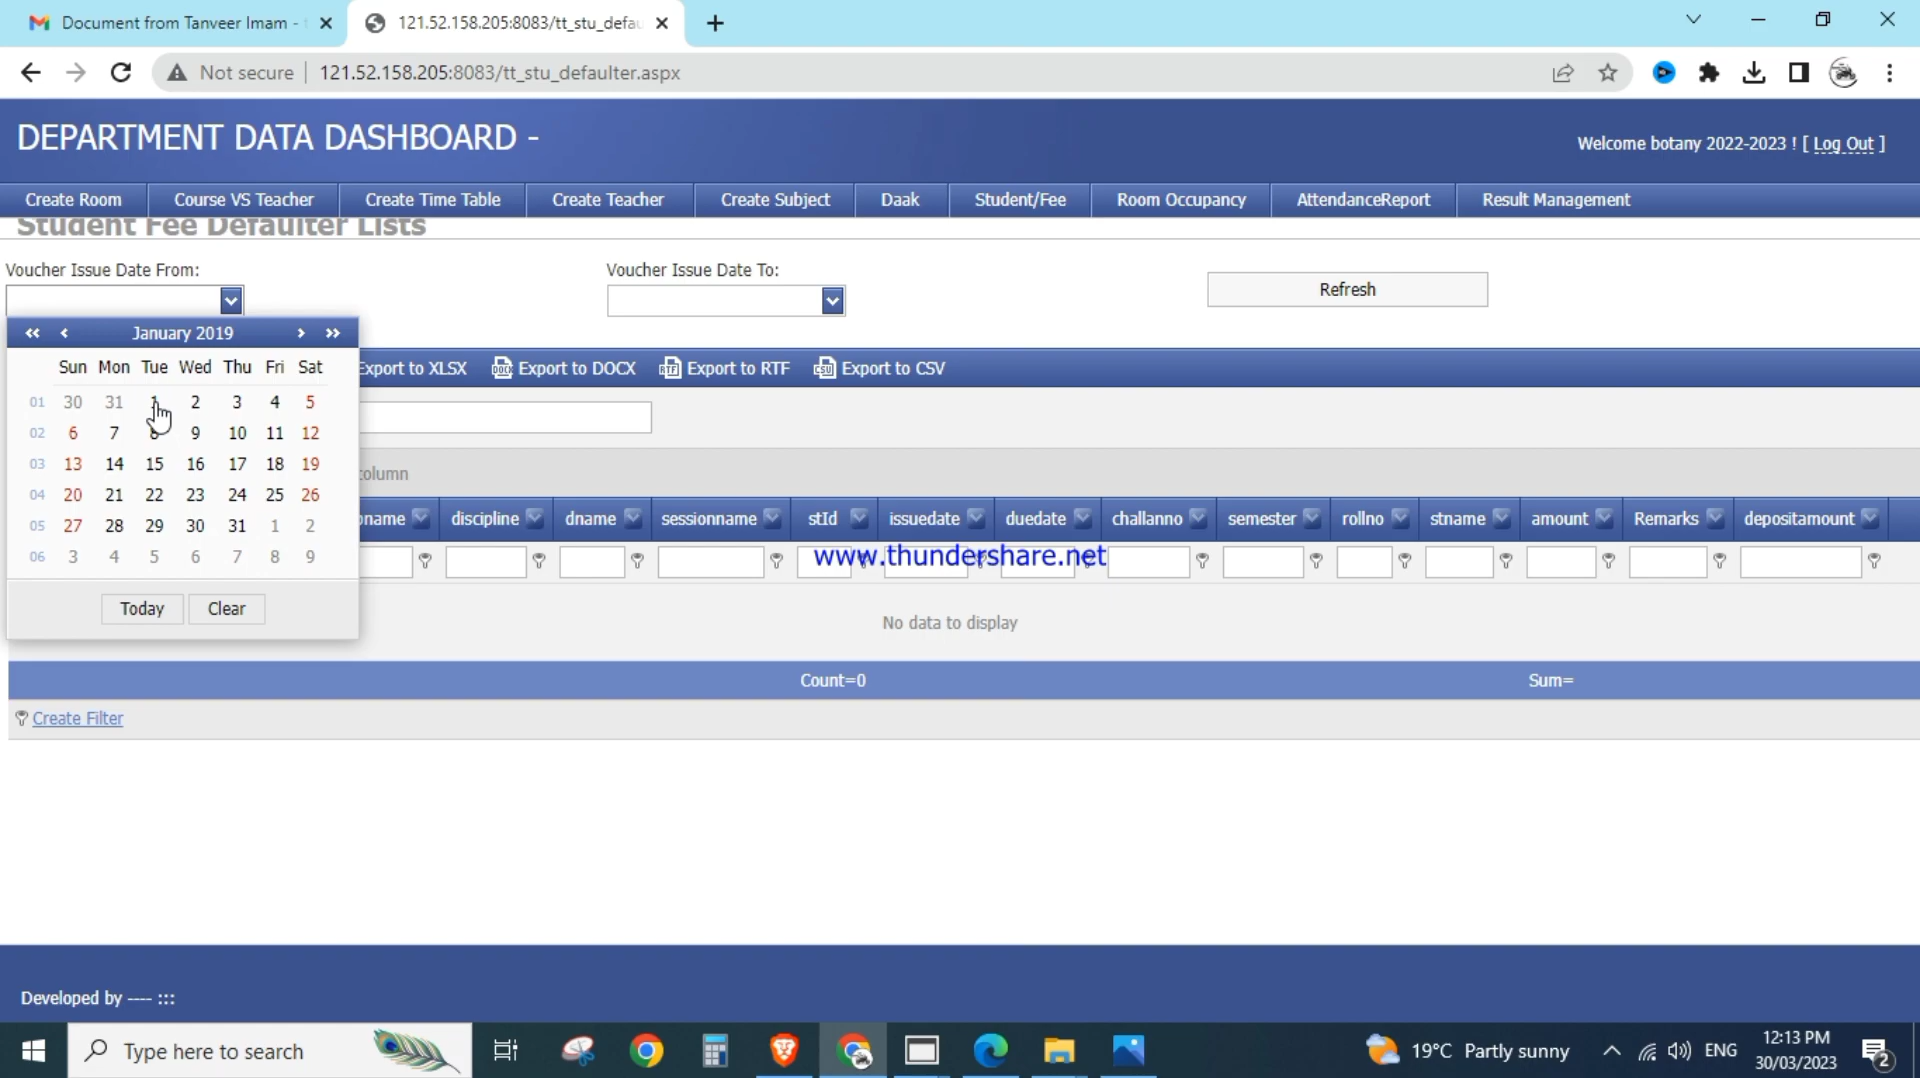 Document from Tanveer Imam -
121.52.158.205:8083/tt_stu_defau
Not secure
121.52.158.205:8083/tt_stu_defaulter.aspx
DEPARTMENT DATA DASHBOARD -
Welcome botany 2022-2023 ! [ Log Out ]
Create Room Course VS Teacher Create Time Table Create Teacher Create Subject Daak Student/Fee Room Occupancy AttendanceReport Result Management
Student Fee Defaulter Lists
Voucher Issue Date From:
Voucher Issue Date To:
Refresh
« ‹ January 2019 › »
Sun Mon Tue Wed Thu Fri Sat
01 30 31 1 2 3 4 5
02 6 7 8 9 10 11 12
03 13 14 15 16 17 18 19
04 20 21 22 23 24 25 26
05 27 28 29 30 31 1 2
06 3 4 5 6 7 8 9
Today Clear
Export to XLSX Export to DOCX Export to RTF Export to CSV
column
name discipline dname sessionname stId issuedate duedate challanno semester rollno stname amount Remarks depositamount
www.thundershare.net
No data to display
Count=0 Sum=
Create Filter
Developed by ---- :::
Type here to search
19°C Partly sunny
ENG
12:13 PM
30/03/2023
2